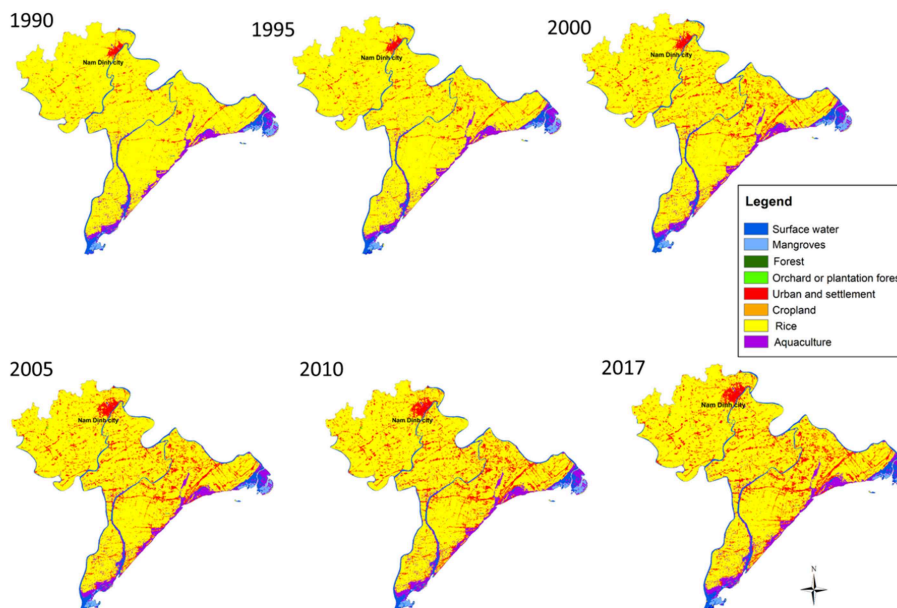 1990
1995
2000
Nam Dinh city
Nam Dinh city
Nam Dinh city
Legend
Surface water
Mangroves
Forest
Orchard or plantation fores
Urban and settlement
Cropland
Rice
Aquaculture
2005
2010
2017
Nam Dinh city
Nam Dinh city
Nam Dinh city
N